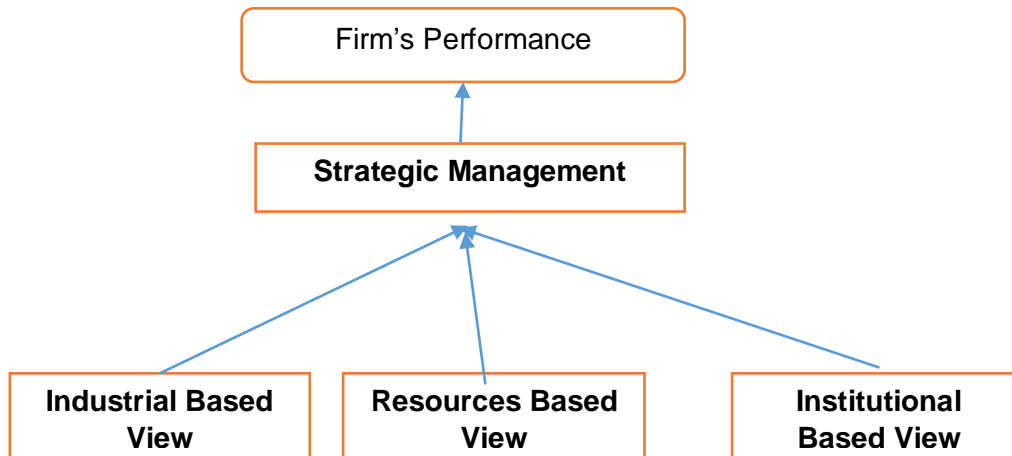 Firm’s Performance
Strategic Management
Industrial Based
View
Resources Based
View
Institutional
Based View